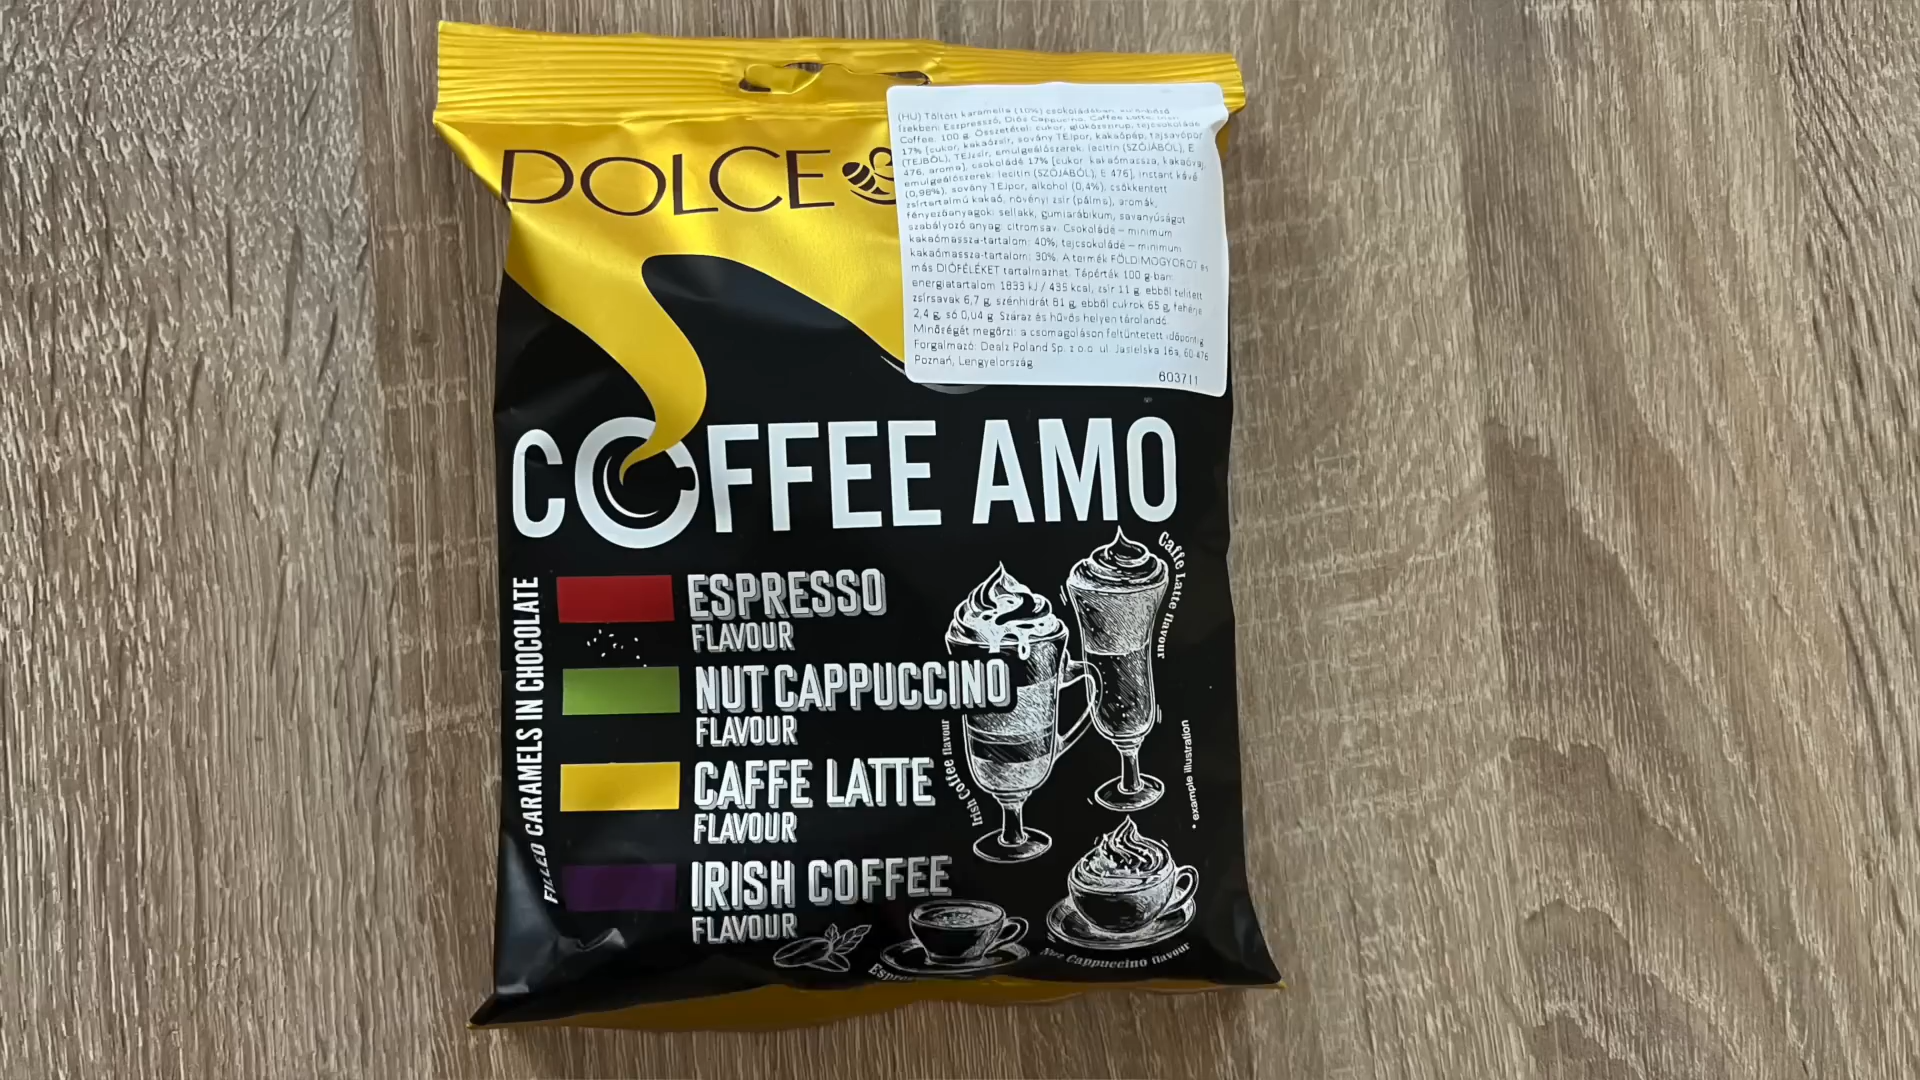 DOLCE
(HU) Töltött karamella (10%) csokoládéban,
ízekben: Eszpresszó, Diós Cappucino, Caffee Latte, Irish
Coffee. 100 g. Összetétel: cukor, glükózszirup, tejcsokoládé
17% [cukor, kakaózsír, sovány TEJpor, kakaópép, tejsavópor
(TEJBŐL), TEJzsír, emulgeálószerek: lecitin (SZÓJÁBÓL), E
476, aroma], csokoládé 17% [cukor, kakaómassza, kakaóvaj,
emulgeálószerek: lecitin (SZÓJÁBÓL), E 476], instant kávé
(0,98%), sovány TEJpor, alkohol (0,4%), csökkentett
zsírtartalmú kakaó, növényi zsír (pálma), aromák,
fényezőanyagok: sellakk, gumiarábikum, savanyúságot
szabályozó anyag: citromsav. Csokoládé – minimum
kakaómassza-tartalom: 40%, tejcsokoládé – minimum
kakaómassza-tartalom: 30%. A termék FÖLDIMOGYORÓT és
más DIÓFÉLÉKET tartalmazhat. Tápérték 100 g-ban:
energiatartalom 1833 kJ / 435 kcal, zsír 11 g, ebből telített
zsírsavak 6,7 g, szénhidrát 81 g, ebből cukrok 65 g, fehérje
2,4 g, só 0,04 g. Száraz és hűvös helyen tárolandó.
Minőségét megőrzi: a csomagoláson feltüntetett időpontig
Forgalmazó: Dealz Poland Sp. z o.o. ul. Jasielska 16a, 60-476
Poznań, Lengyelország
603711
COFFEE AMO
FILLED CARAMELS IN CHOCOLATE
ESPRESSO
FLAVOUR
NUT CAPPUCCINO
FLAVOUR
CAFFE LATTE
FLAVOUR
IRISH COFFEE
FLAVOUR
Caffe Latte flavour
Irish Coffee flavour
• example illustration
Nut Cappuccino flavour